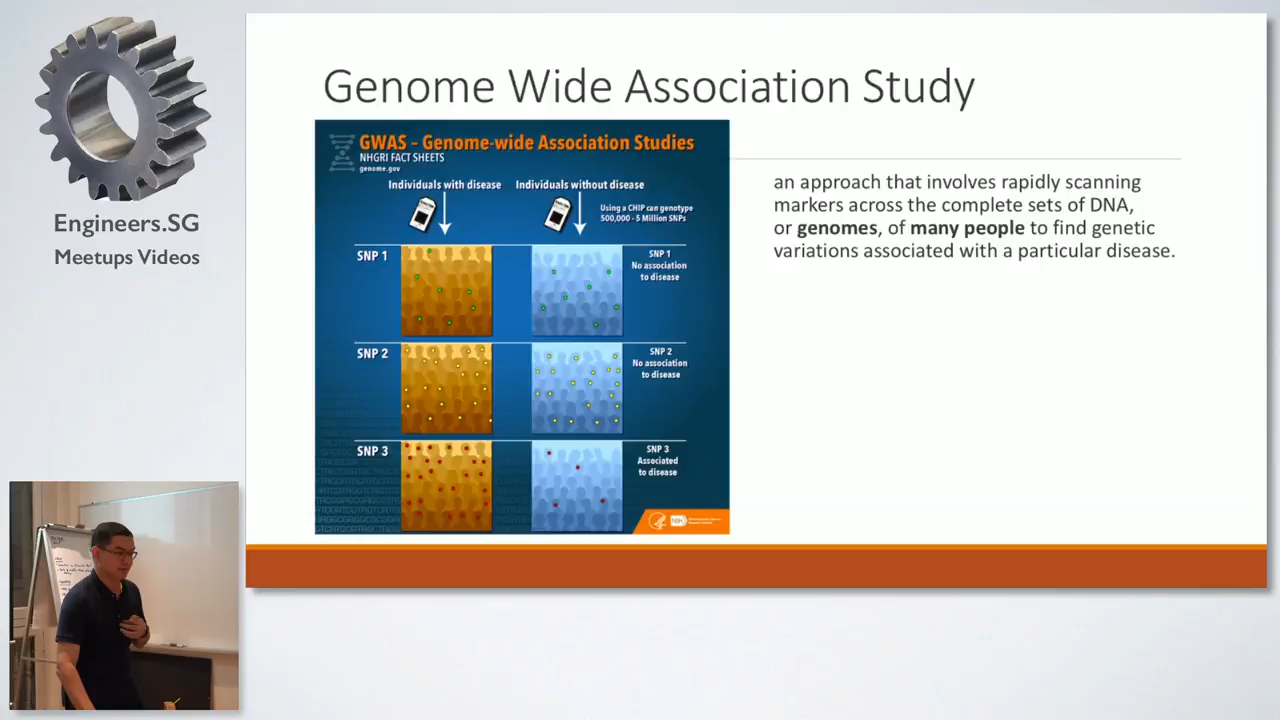 Engineers.SG
Meetups Videos
Genome Wide Association Study
GWAS - Genome-wide Association Studies
NHGRI FACT SHEETS
genome.gov
Individuals with disease
Individuals without disease
Using a CHIP can genotype
500,000 - 5 Million SNPs
SNP 1
SNP 1
No association
to disease
SNP 2
SNP 2
No association
to disease
SNP 3
SNP 3
Associated
to disease
NIH
an approach that involves rapidly scanning
markers across the complete sets of DNA,
or genomes, of many people to find genetic
variations associated with a particular disease.